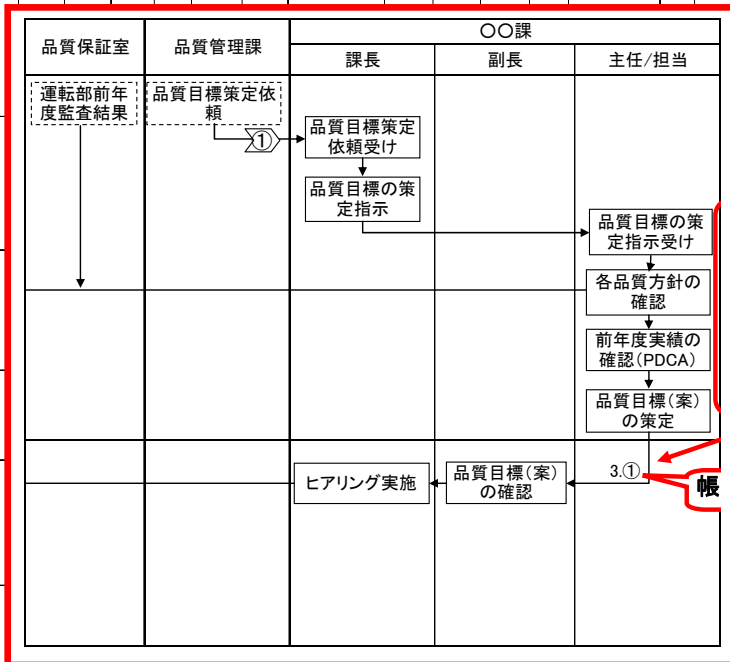 品質保証室
品質管理課
〇〇課
課長
副長
主任/担当
運転部前年
度監査結果
品質目標策定依
頼
①
品質目標策定
依頼受け
品質目標の策
定指示
品質目標の策
定指示受け
各品質方針の
確認
前年度実績の
確認(PDCA)
品質目標(案)
の策定
ヒアリング実施
品質目標(案)
の確認
3.①
帳